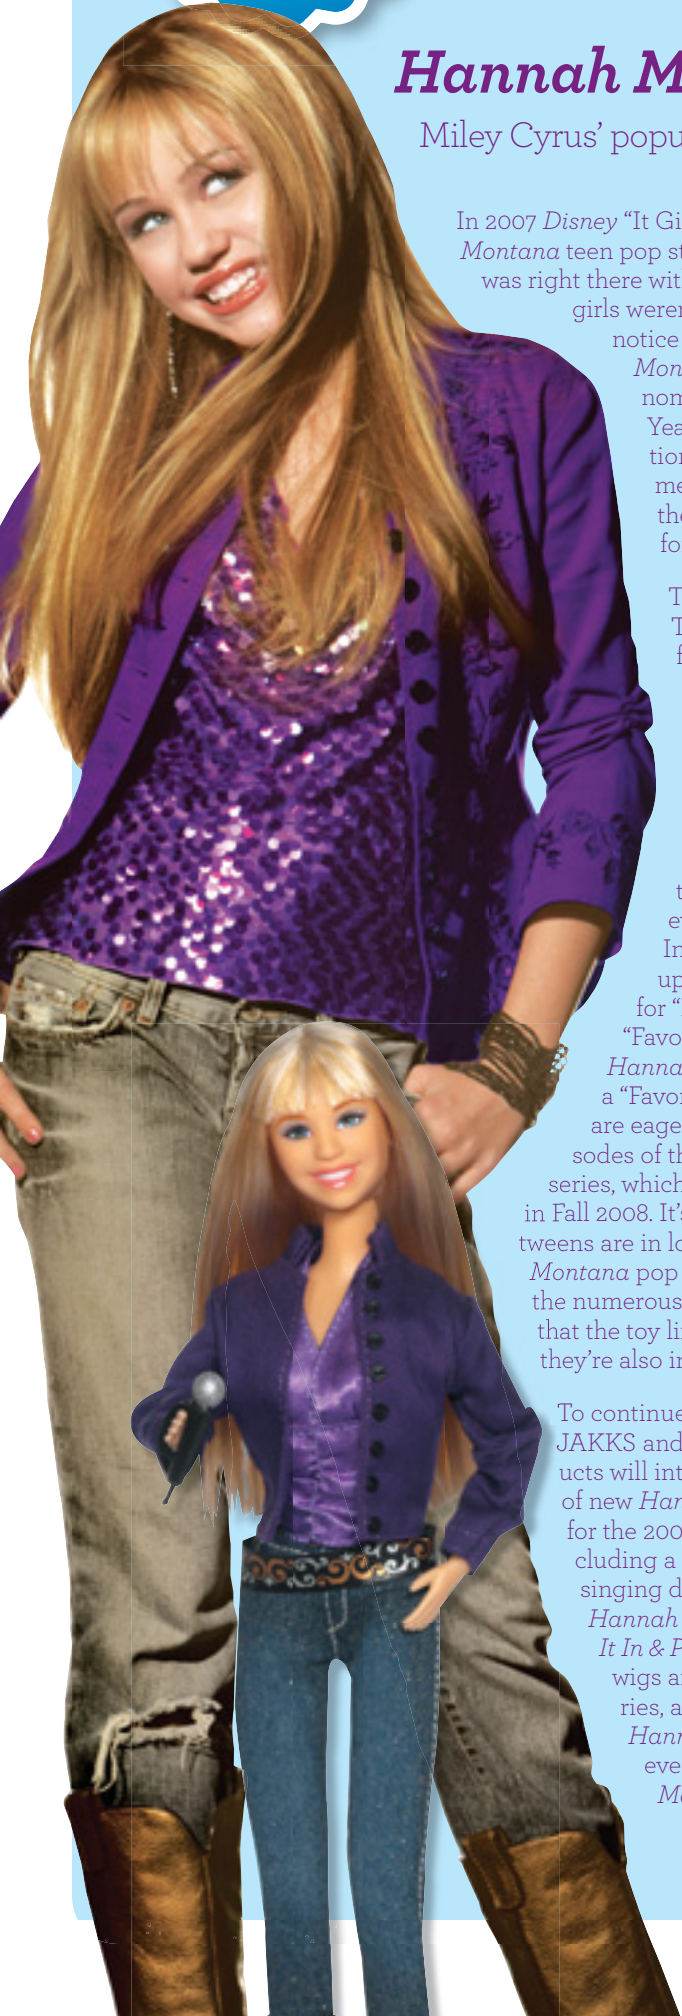 Hannah M
Miley Cyrus’ popu
In 2007 Disney “It Gi
Montana teen pop st
was right there wit
girls weren
notice
Mon
nom
Yea
tion
me
the
fo
T
T
f
t
ev
In
up
for “
“Favo
Hanna
a “Favor
are eage
sodes of th
series, which
in Fall 2008. It’s
tweens are in lo
Montana pop
the numerous
that the toy li
they’re also in
To continue
JAKKS and
ucts will int
of new Han
for the 200
cluding a
singing d
Hannah
It In & P
wigs a
ries, a
Hann
eve
Mo